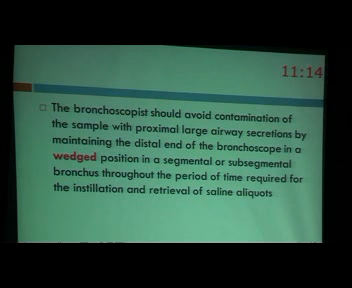 11:14
The bronchoscopist should avoid contamination of
the sample with proximal large airway secretions by
maintaining the distal end of the bronchoscope in a
wedged position in a segmental or subsegmental
bronchus throughout the period of time required for
the instillation and retrieval of saline aliquots